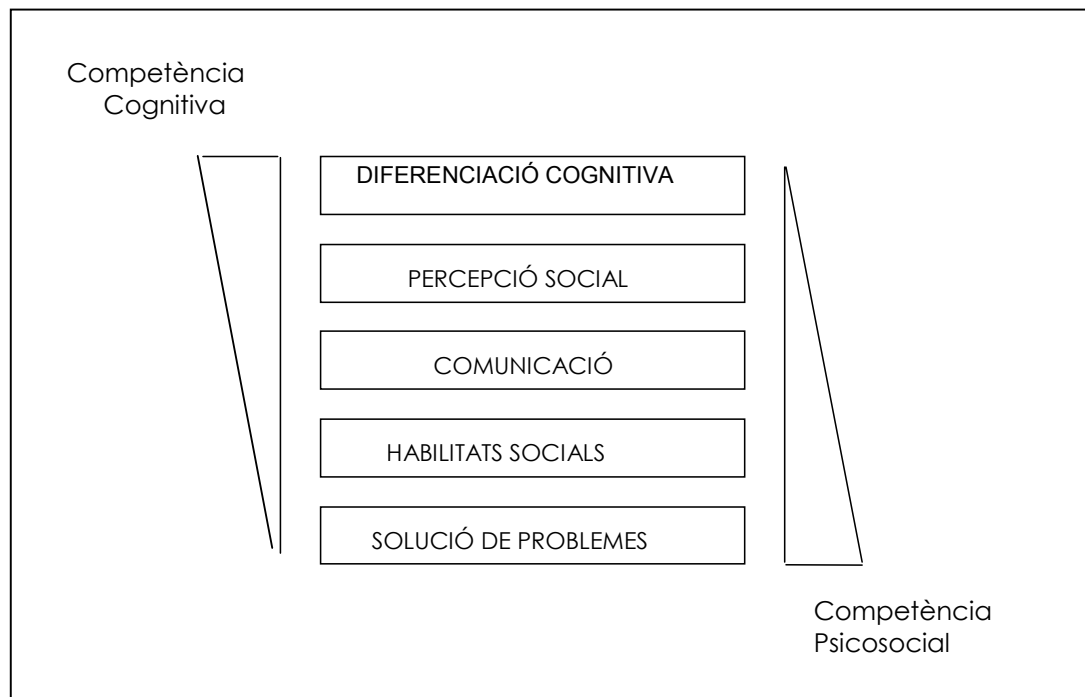 Competència
Cognitiva
DIFERENCIACIÓ COGNITIVA
PERCEPCIÓ SOCIAL
COMUNICACIÓ
HABILITATS SOCIALS
SOLUCIÓ DE PROBLEMES
Competència
Psicosocial